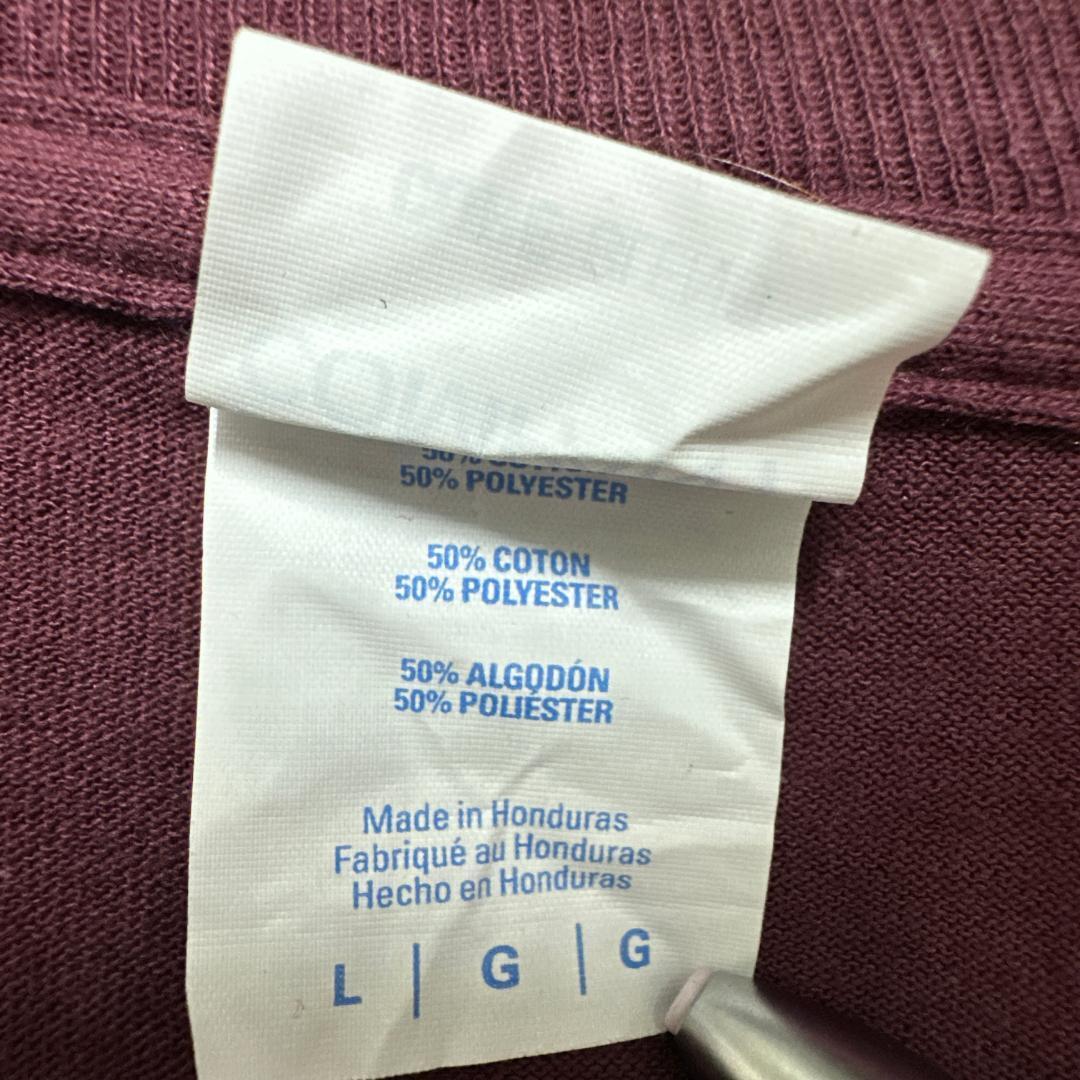 50% POLYESTER
50% COTON
50% POLYESTER
50% ALGODÓN
50% POLIÉSTER
Made in Honduras
Fabriqué au Honduras
Hecho en Honduras
L | G | G